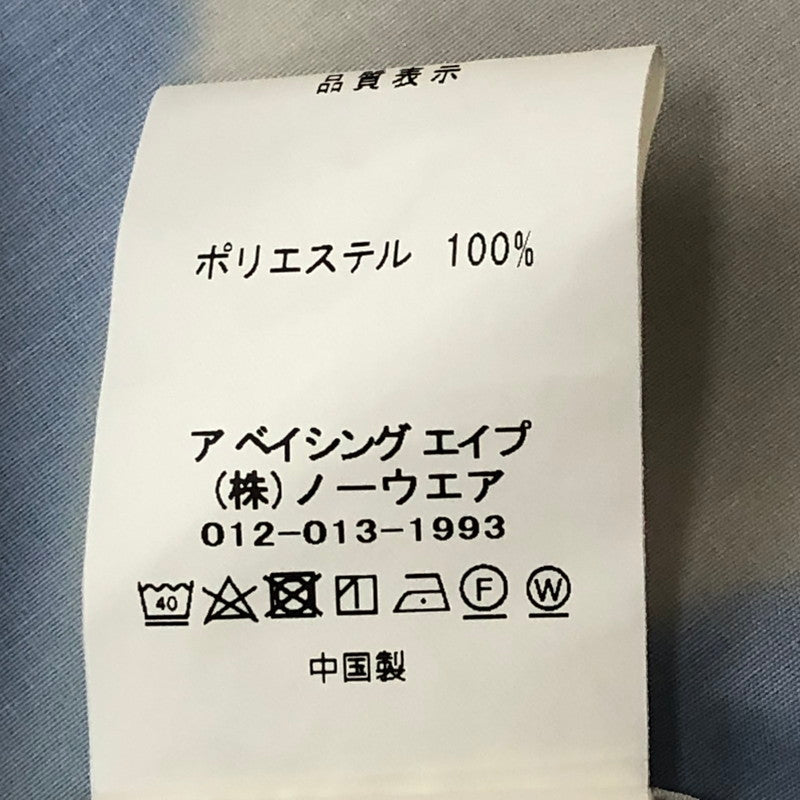 品質表示
ポリエステル 100%
ア ベイシング エイプ
(株)ノーウエア
012-013-1993
40 F W
中国製